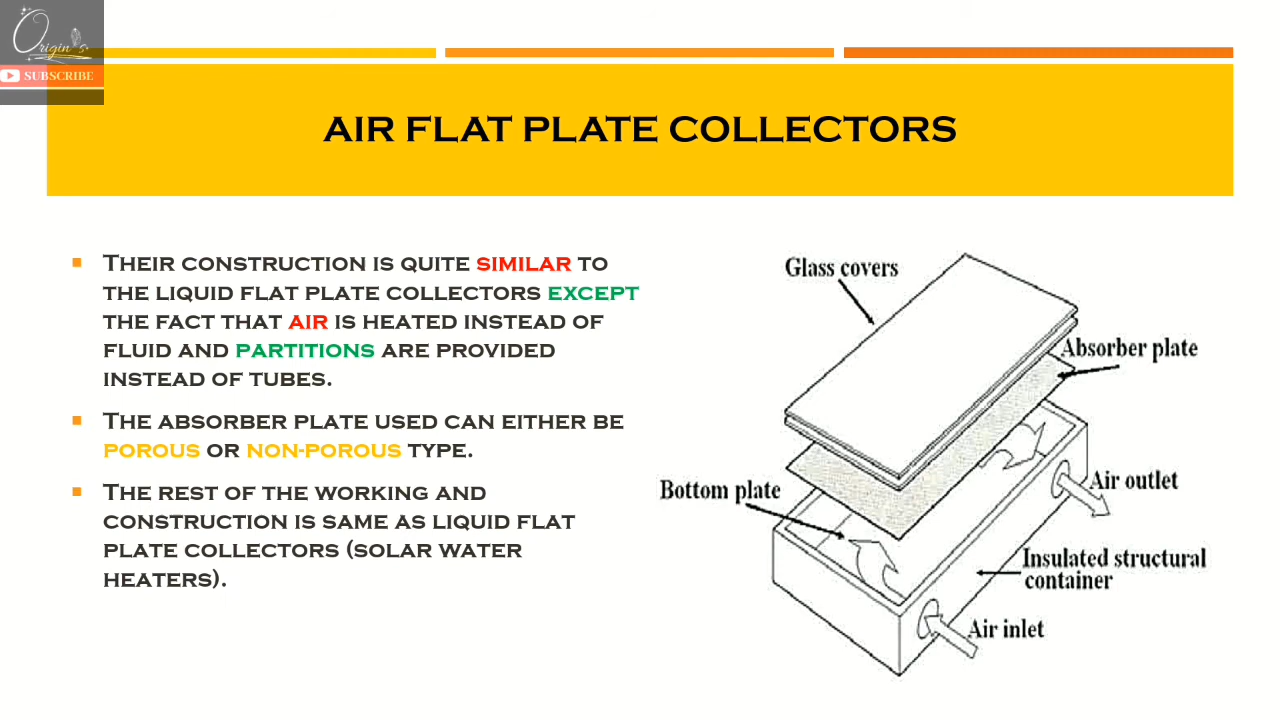 Origin's
SUBSCRIBE
AIR FLAT PLATE COLLECTORS
THEIR CONSTRUCTION IS QUITE SIMILAR TO
THE LIQUID FLAT PLATE COLLECTORS EXCEPT
THE FACT THAT AIR IS HEATED INSTEAD OF
FLUID AND PARTITIONS ARE PROVIDED
INSTEAD OF TUBES.
THE ABSORBER PLATE USED CAN EITHER BE
POROUS OR NON-POROUS TYPE.
THE REST OF THE WORKING AND
CONSTRUCTION IS SAME AS LIQUID FLAT
PLATE COLLECTORS (SOLAR WATER
HEATERS).
Glass covers
Absorber plate
Bottom plate
Air outlet
Insulated structural
container
Air inlet